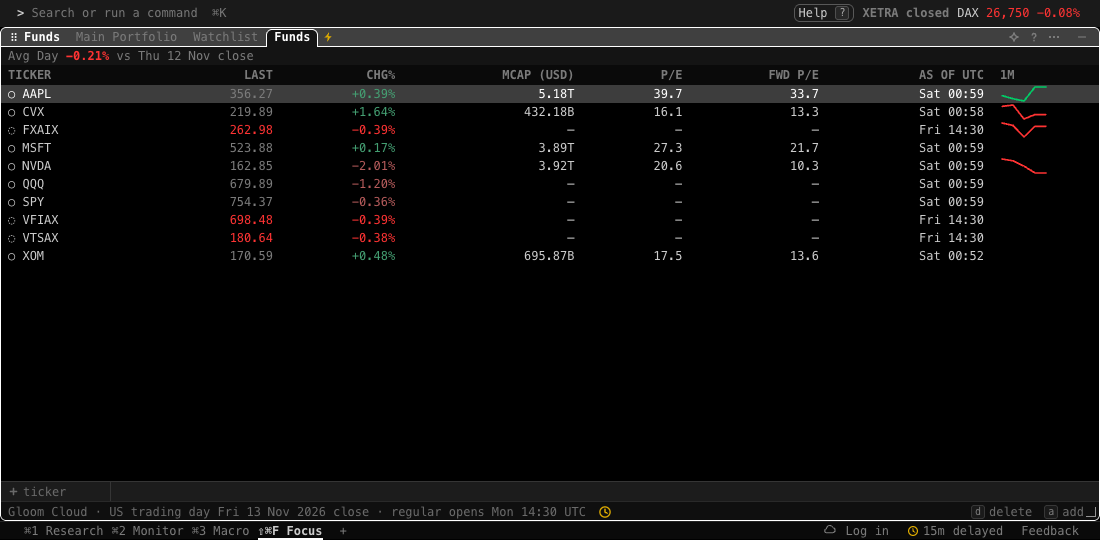 > Search or run a command ⌘K Help ? XETRA closed DAX 26,750 −0.08%
Funds Main Portfolio Watchlist Funds ? ···
Avg Day −0.21% vs Thu 12 Nov close
TICKER LAST CHG% MCAP (USD) P/E FWD P/E AS OF UTC 1M
AAPL 356.27 +0.39% 5.18T 39.7 33.7 Sat 00:59
CVX 219.89 +1.64% 432.18B 16.1 13.3 Sat 00:58
FXAIX 262.98 −0.39% — — — Fri 14:30
MSFT 523.88 +0.17% 3.89T 27.3 21.7 Sat 00:59
NVDA 162.85 −2.01% 3.92T 20.6 10.3 Sat 00:59
QQQ 679.89 −1.20% — — — Sat 00:59
SPY 754.37 −0.36% — — — Sat 00:59
VFIAX 698.48 −0.39% — — — Fri 14:30
VTSAX 180.64 −0.38% — — — Fri 14:30
XOM 170.59 +0.48% 695.87B 17.5 13.6 Sat 00:52
+ ticker
Gloom Cloud · US trading day Fri 13 Nov 2026 close · regular opens Mon 14:30 UTC d delete a add
⌘1 Research ⌘2 Monitor ⌘3 Macro ⇧⌘F Focus + Log in 15m delayed Feedback